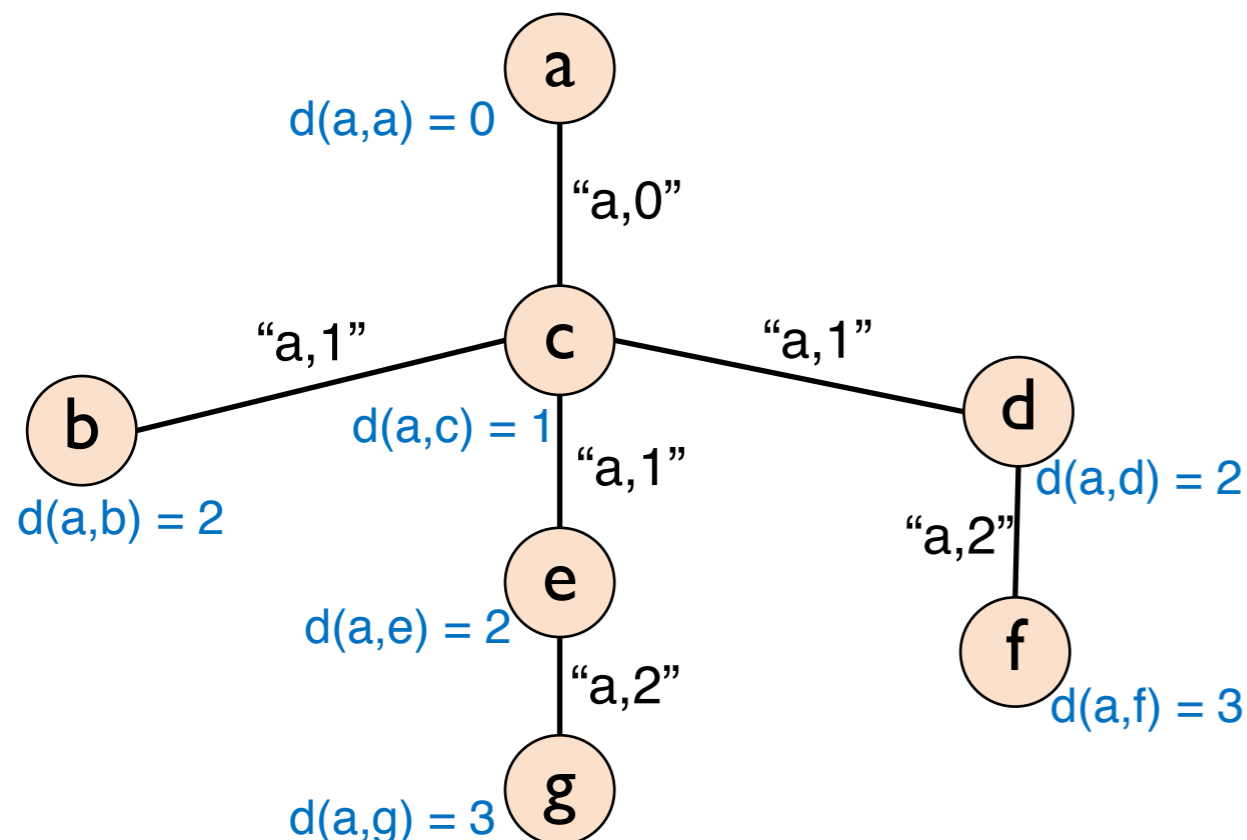 a
d(a,a) = 0
“a,0”
c
“a,1”
“a,1”
b
d
d(a,c) = 1
“a,1”
d(a,d) = 2
d(a,b) = 2
“a,2”
e
d(a,e) = 2
f
“a,2”
d(a,f) = 3
g
d(a,g) = 3